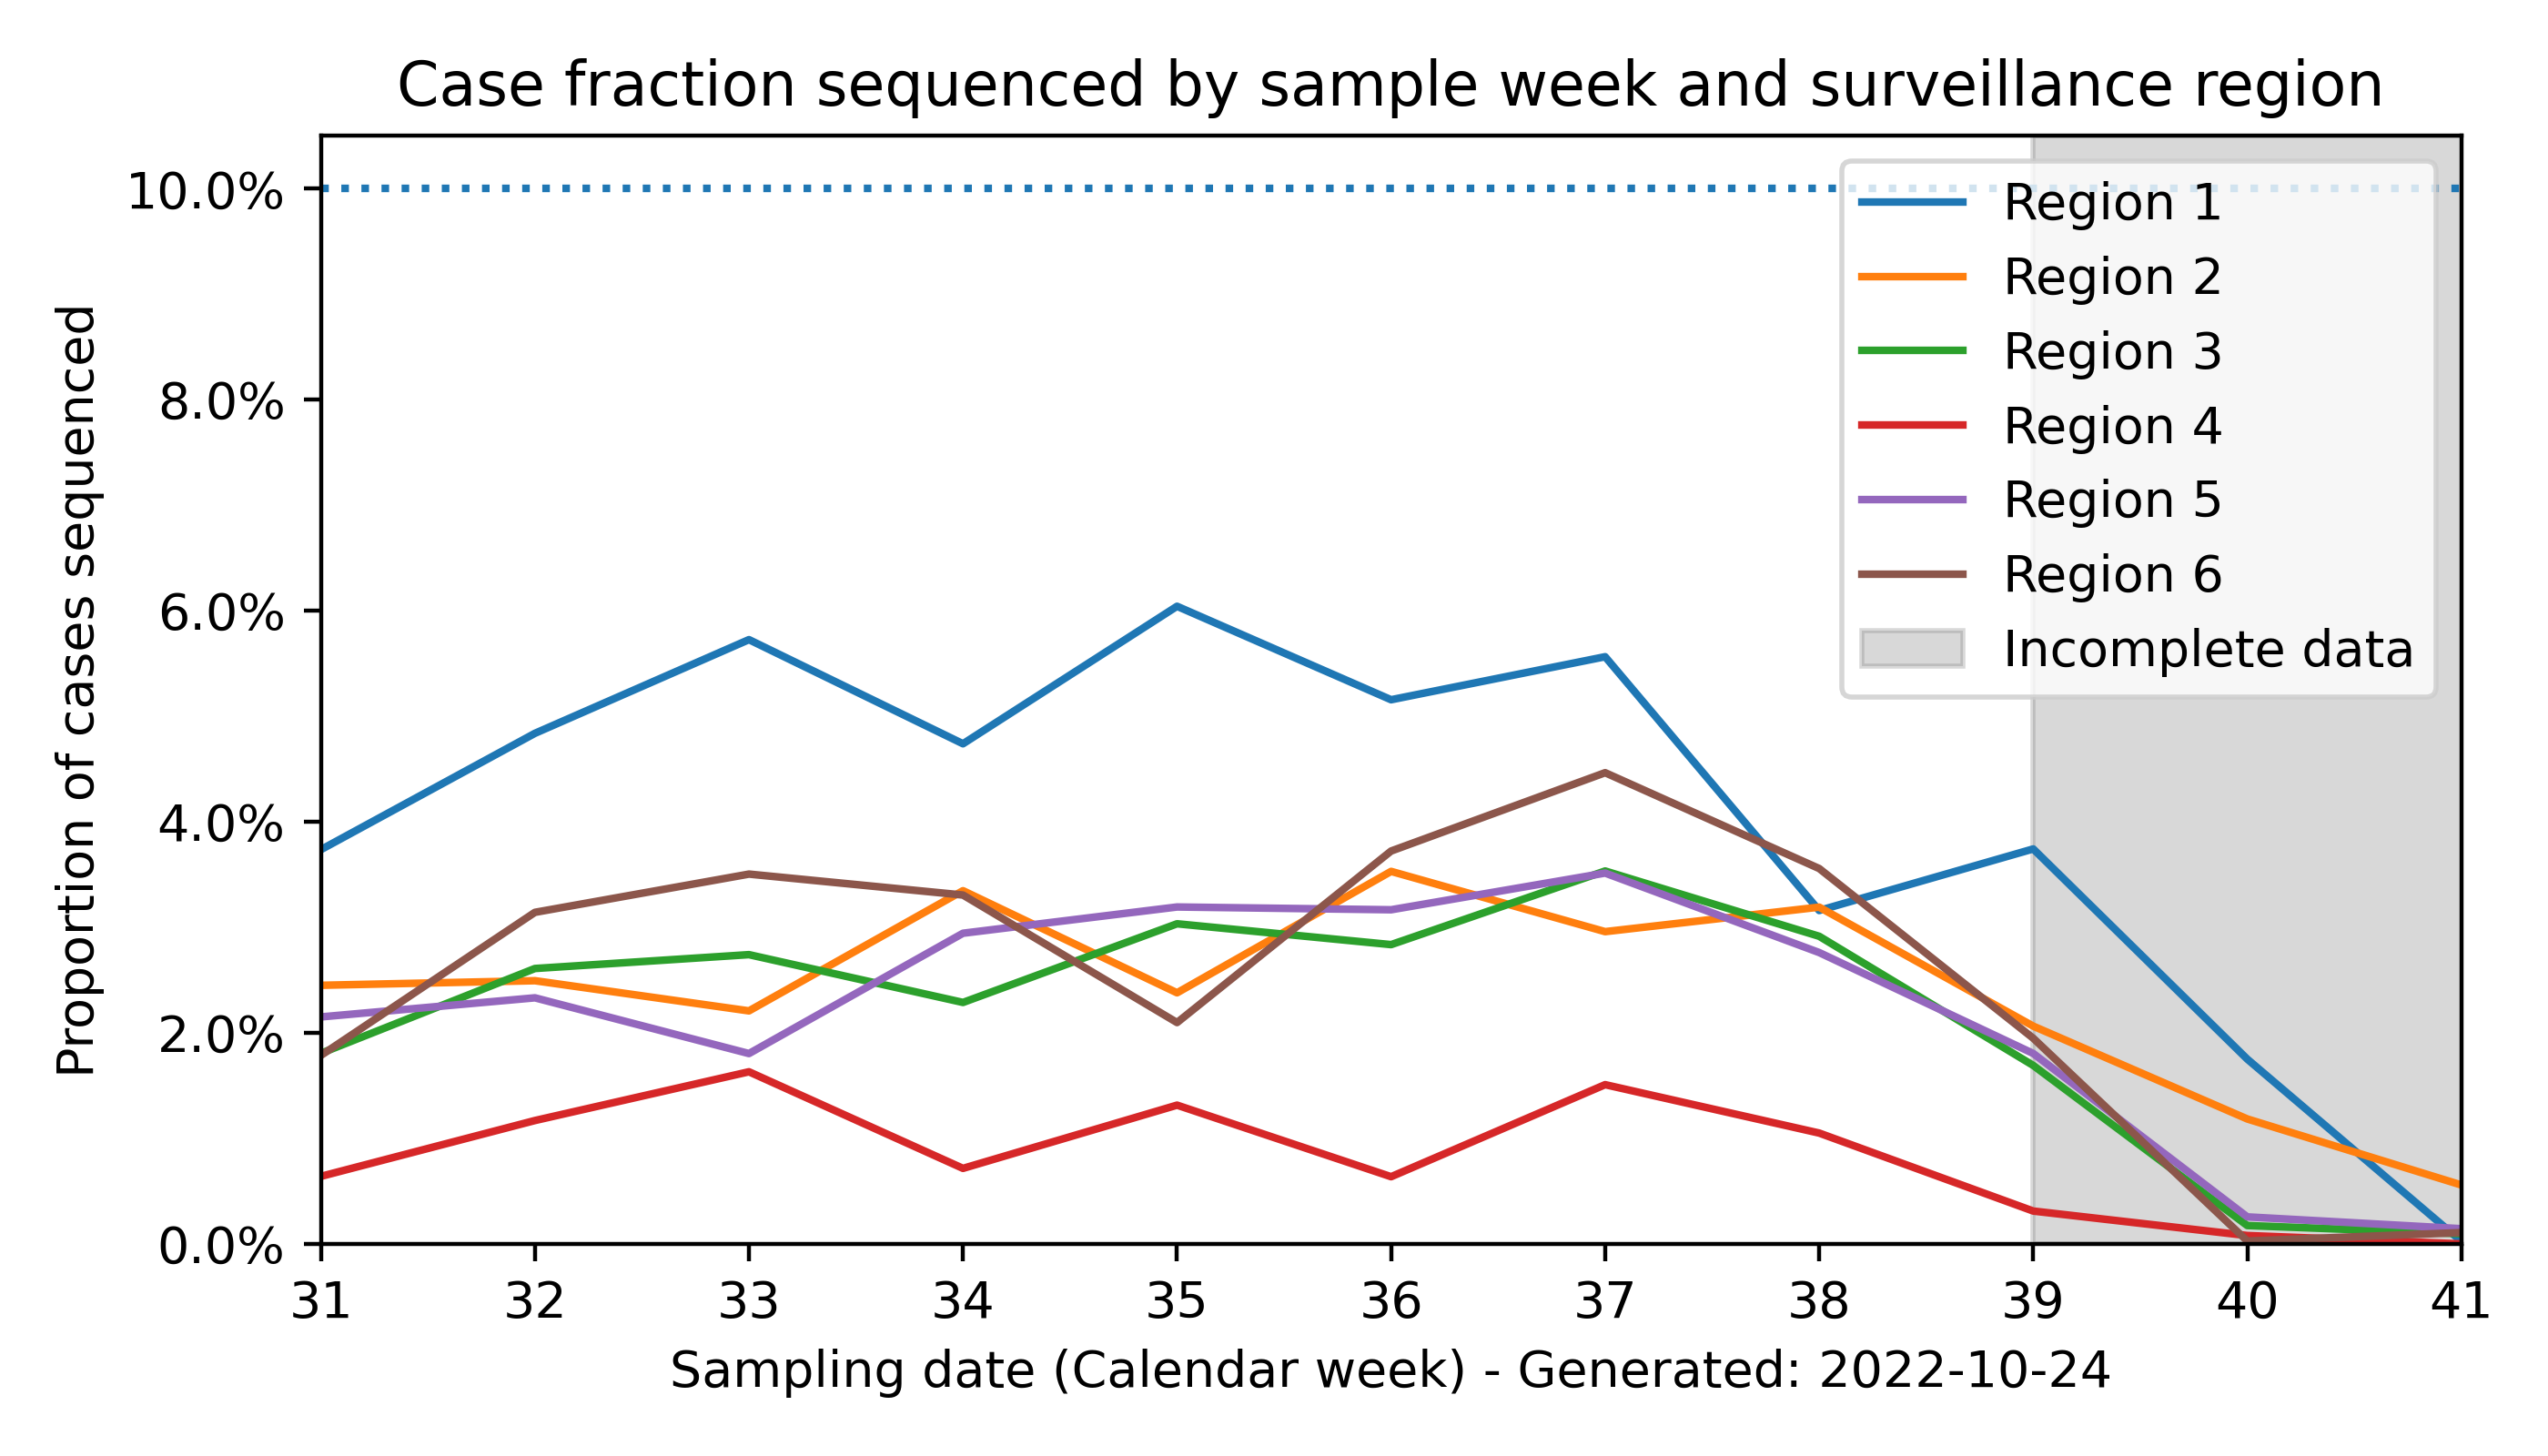 Case fraction sequenced by sample week and surveillance region
Proportion of cases sequenced
10.0%
8.0%
6.0%
4.0%
2.0%
0.0%
Region 1
Region 2
Region 3
Region 4
Region 5
Region 6
Incomplete data
31 32 33 34 35 36 37 38 39 40 41
Sampling date (Calendar week) - Generated: 2022-10-24